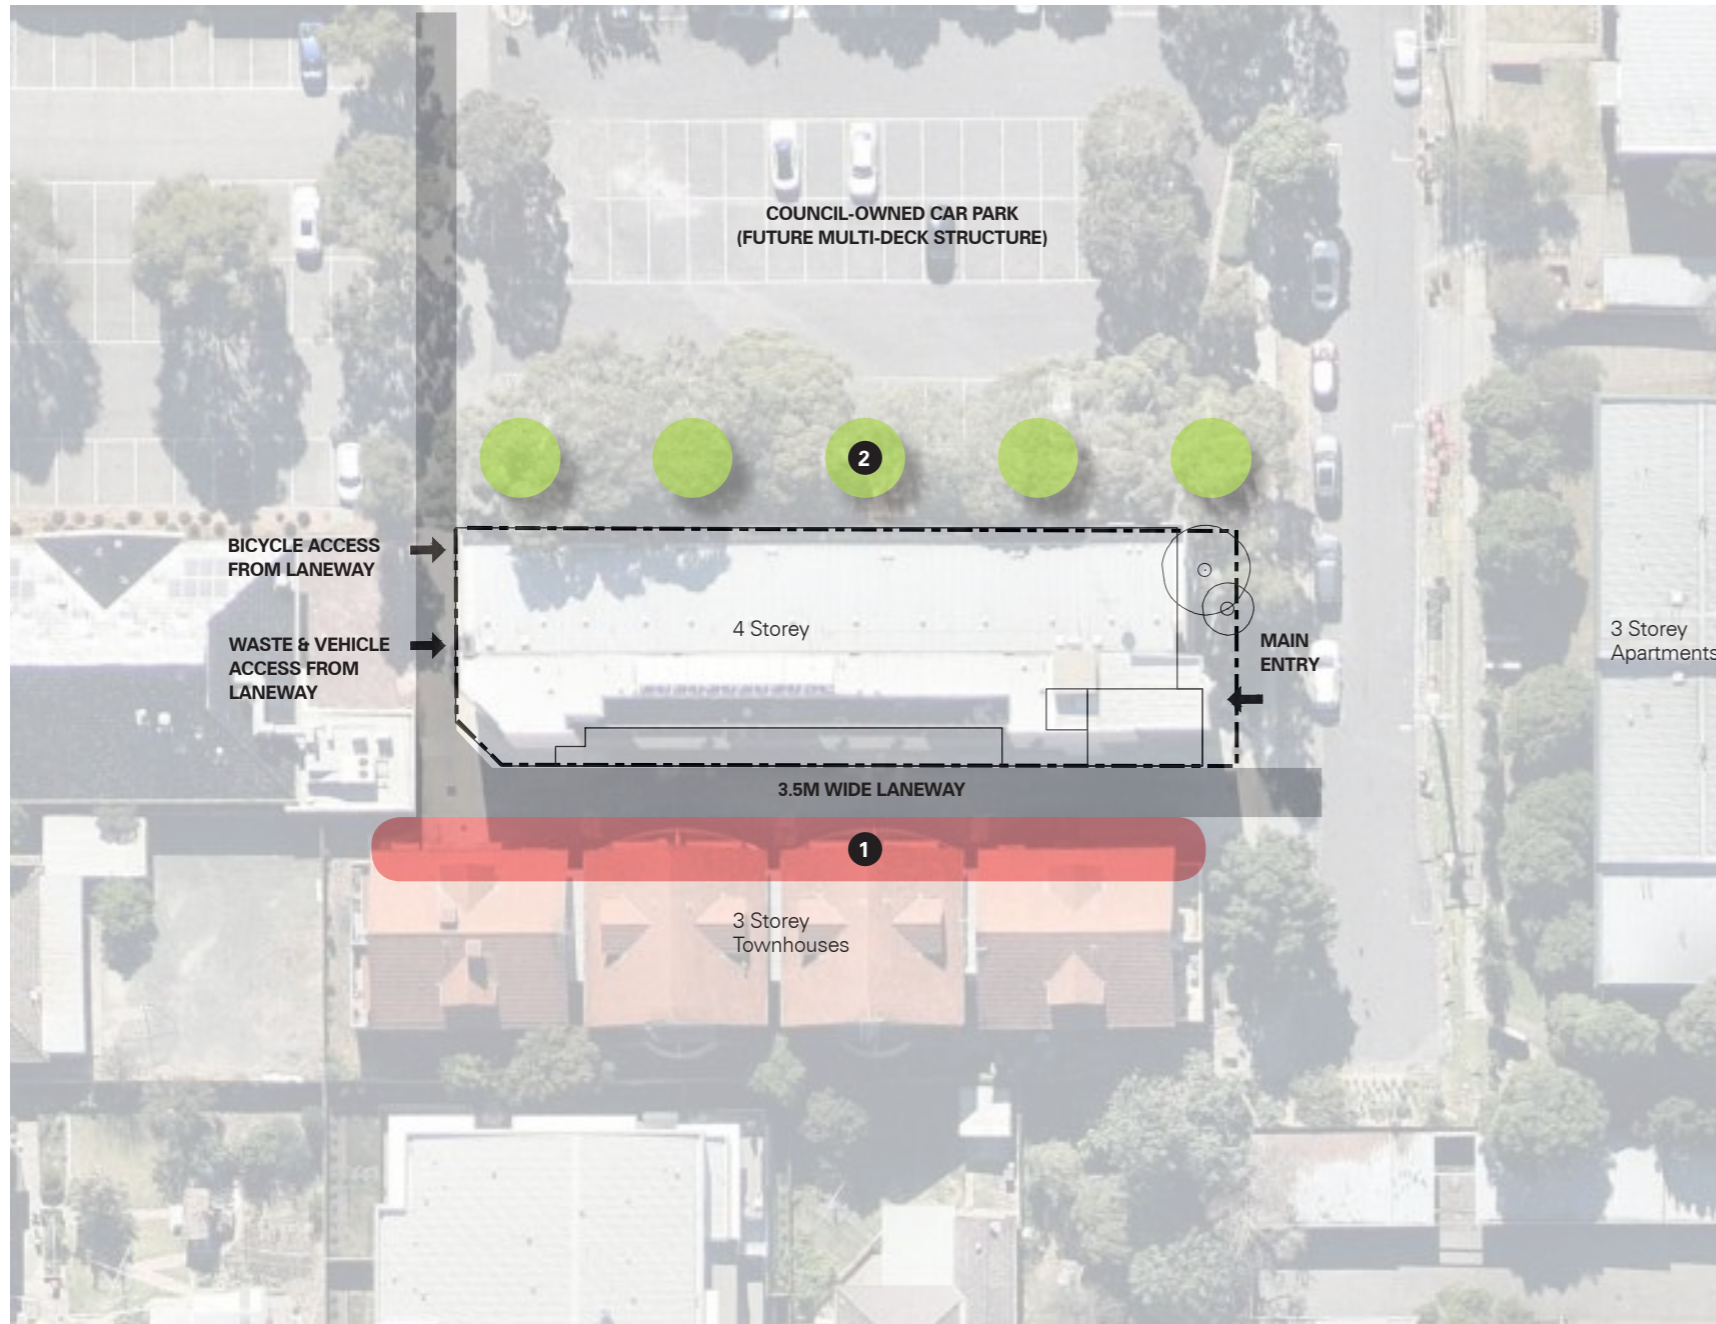 COUNCIL-OWNED CAR PARK
(FUTURE MULTI-DECK STRUCTURE)
2
BICYCLE ACCESS
FROM LANEWAY
4 Storey
WASTE & VEHICLE
ACCESS FROM
LANEWAY
MAIN
ENTRY
3 Storey
Apartments
3.5M WIDE LANEWAY
1
3 Storey
Townhouses